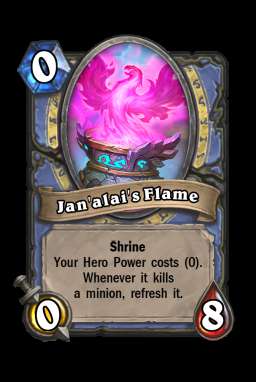 0
Jan'alai's Flame
Shrine
Your Hero Power costs (0).
Whenever it kills
a minion, refresh it.
0
8